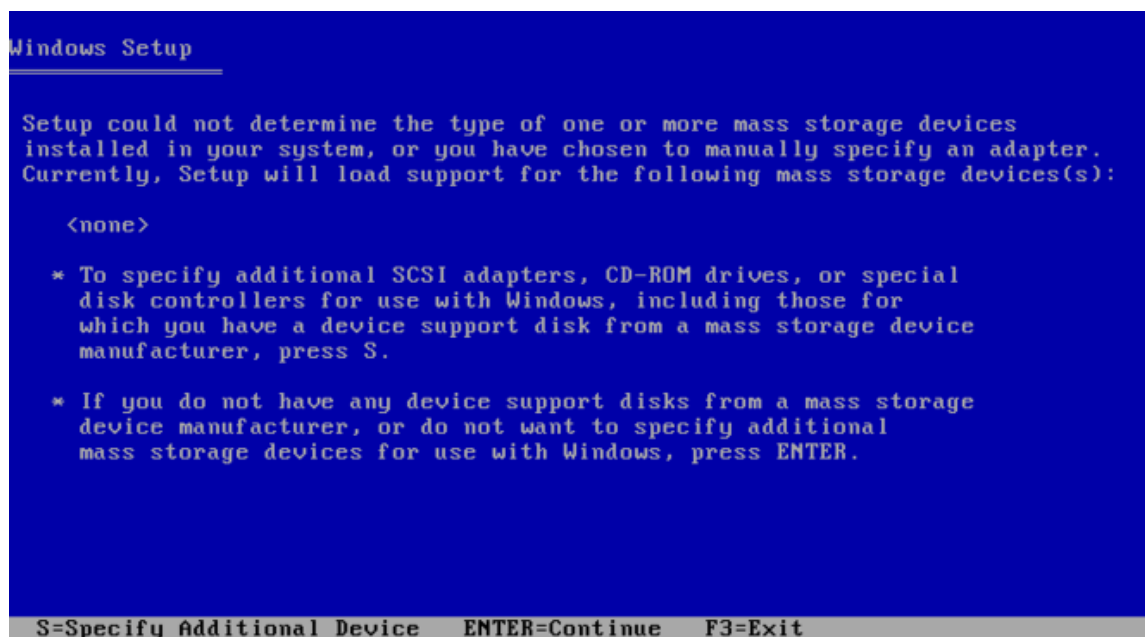 Windows Setup
Setup could not determine the type of one or more mass storage devices
installed in your system, or you have chosen to manually specify an adapter.
Currently, Setup will load support for the following mass storage devices(s):
<none>
* To specify additional SCSI adapters, CD-ROM drives, or special
disk controllers for use with Windows, including those for
which you have a device support disk from a mass storage device
manufacturer, press S.
* If you do not have any device support disks from a mass storage
device manufacturer, or do not want to specify additional
mass storage devices for use with Windows, press ENTER.
S=Specify Additional Device ENTER=Continue F3=Exit